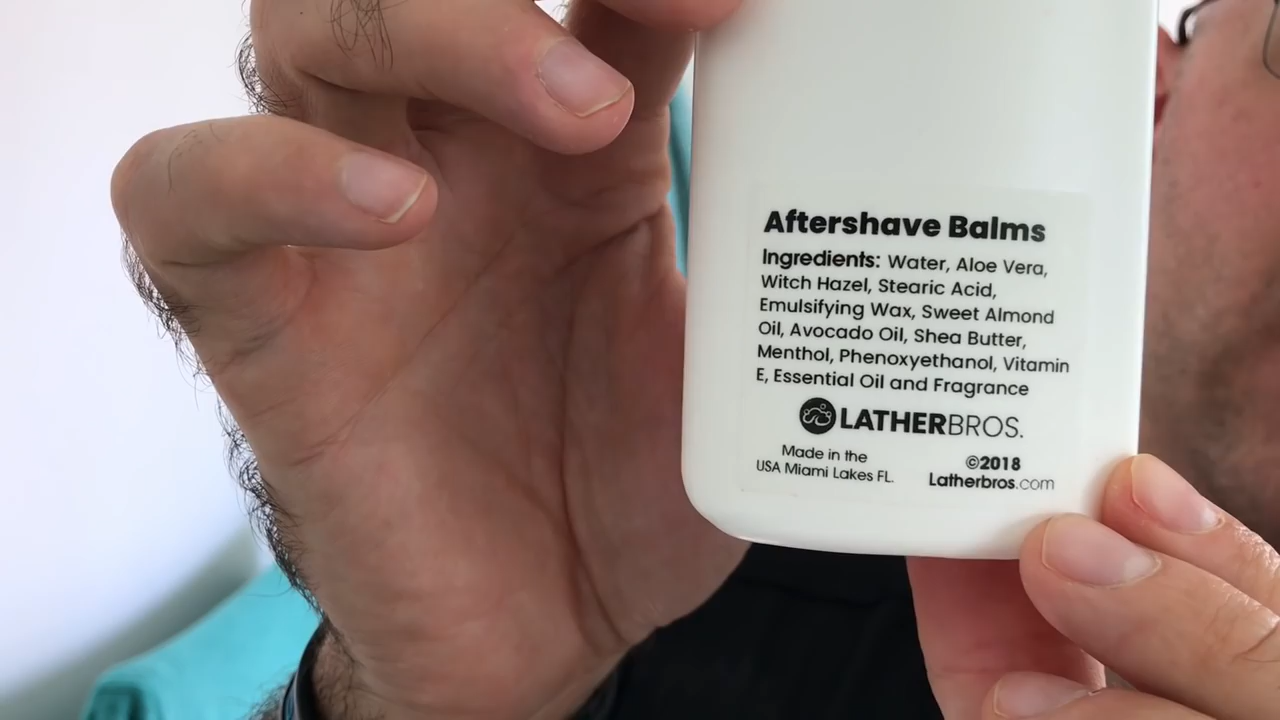 Aftershave Balms
Ingredients: Water, Aloe Vera,
Witch Hazel, Stearic Acid,
Emulsifying Wax, Sweet Almond
Oil, Avocado Oil, Shea Butter,
Menthol, Phenoxyethanol, Vitamin
E, Essential Oil and Fragrance
LATHERBROS.
Made in the
USA Miami Lakes FL.
©2018
Latherbros.com